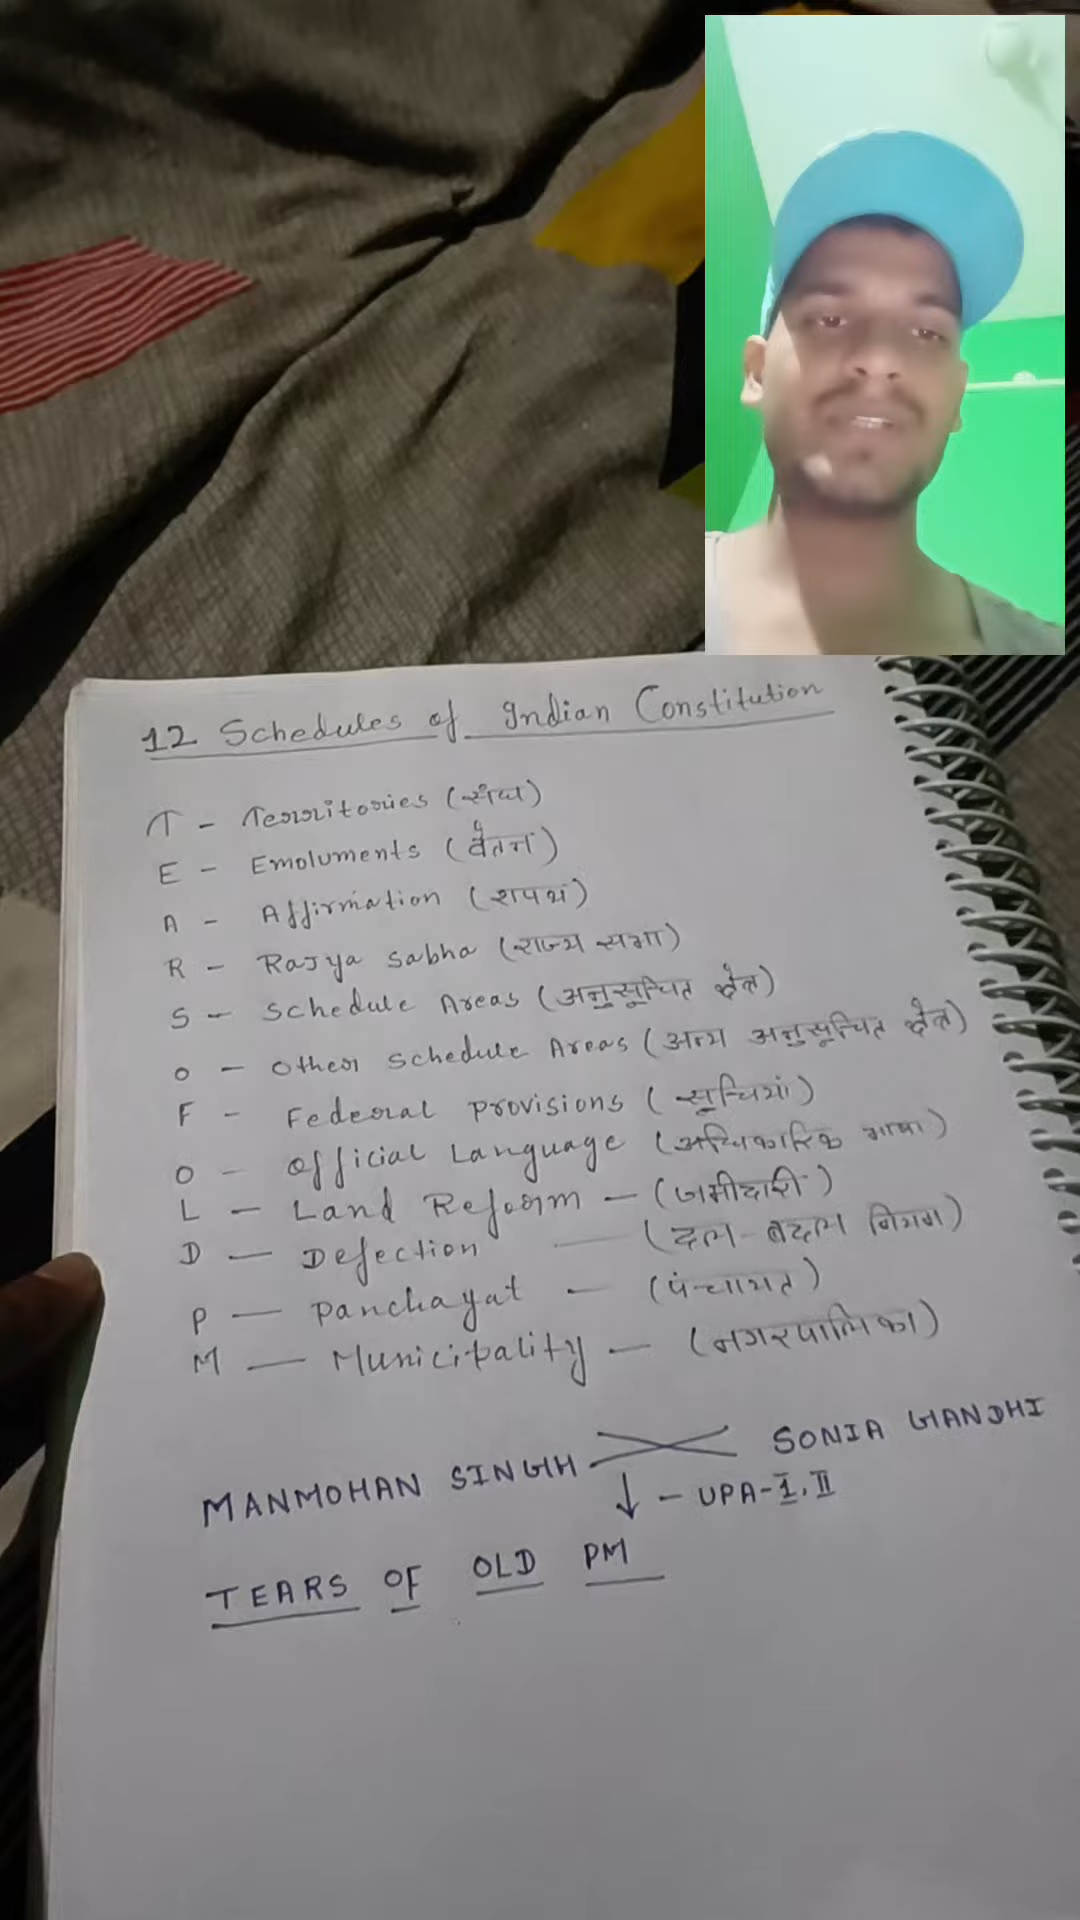 12 Schedules of Indian Constitution
T - Territories (संघ)
E - Emoluments (वेतन)
A - Affirmation (शपथ)
R - Rajya Sabha (राज्य सभा)
S - Schedule Areas (अनुसूचित क्षेत्र)
O - Other Schedule Areas (अन्य अनुसूचित क्षेत्र)
F - Federal Provisions (सूचियां)
O - Official Language (अधिकारिक भाषा)
L - Land Reform - (जमीदारी)
D - Defection - (दल-बदल नियम)
P - Panchayat - (पंचायत)
M - Municipality - (नगरपालिका)
MANMOHAN SINGH SONIA GANDHI
↓ - UPA-I, II
TEARS OF OLD PM